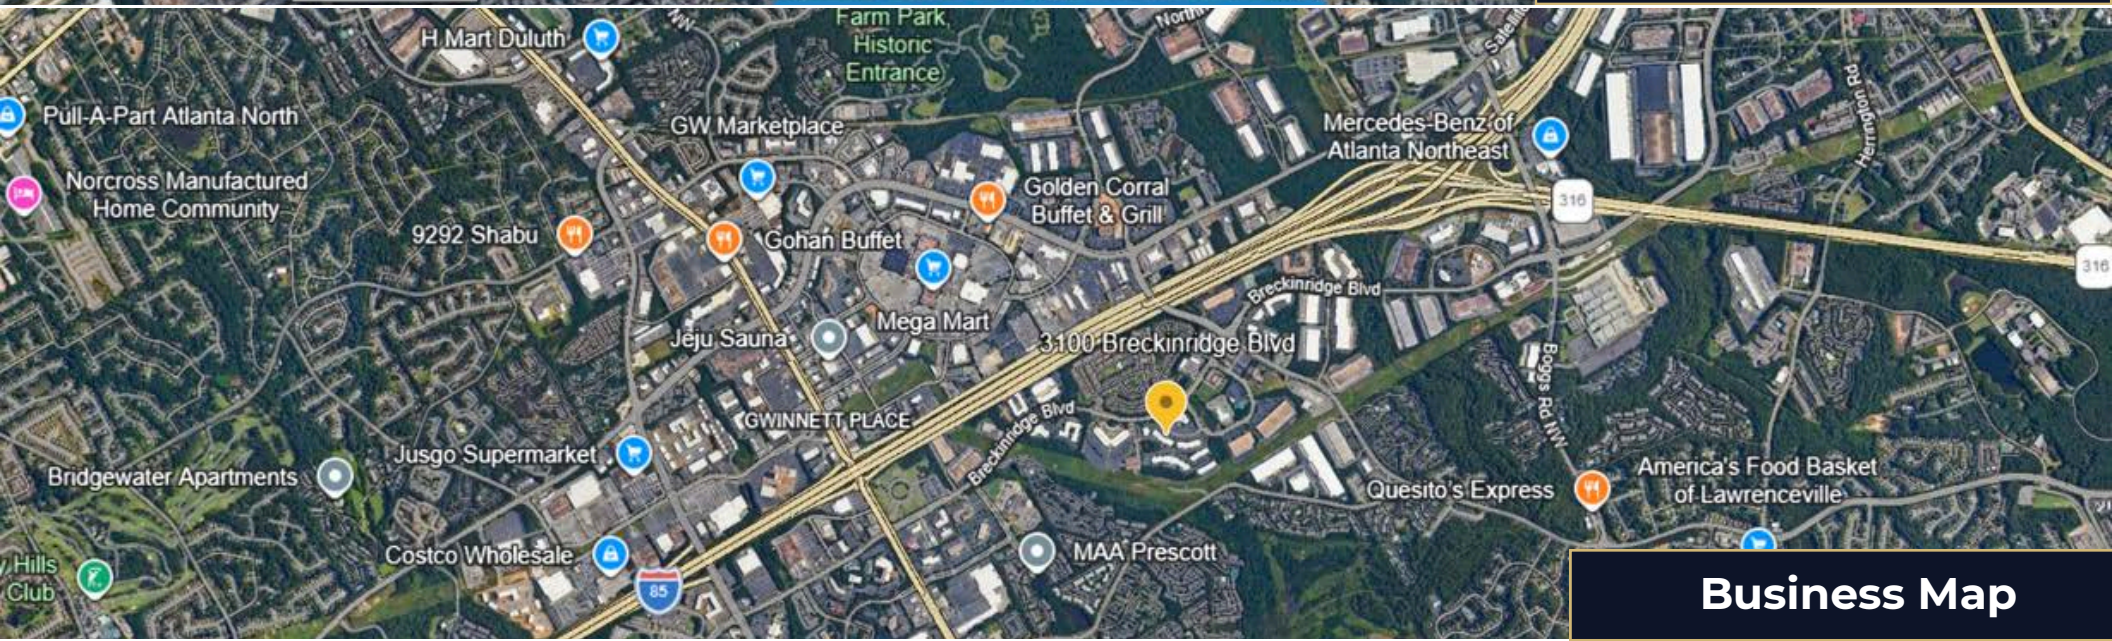 H Mart Duluth
Farm Park
Historic
Entrance
Pull-A-Part Atlanta North
GW Marketplace
Mercedes-Benz of
Atlanta Northeast
Herrington Rd
Norcross Manufactured
Home Community
Golden Corral
Buffet & Grill
316
9292 Shabu
Gohan Buffet
316
Breckinridge Blvd
Jeju Sauna
Mega Mart
3100 Breckinridge Blvd
Boggs Rd NW
GWINNETT PLACE
Breckinridge Blvd
Jusgo Supermarket
Bridgewater Apartments
America's Food Basket
of Lawrenceville
Quesito's Express
Costco Wholesale
MAA Prescott
Hills
Club
85
Business Map